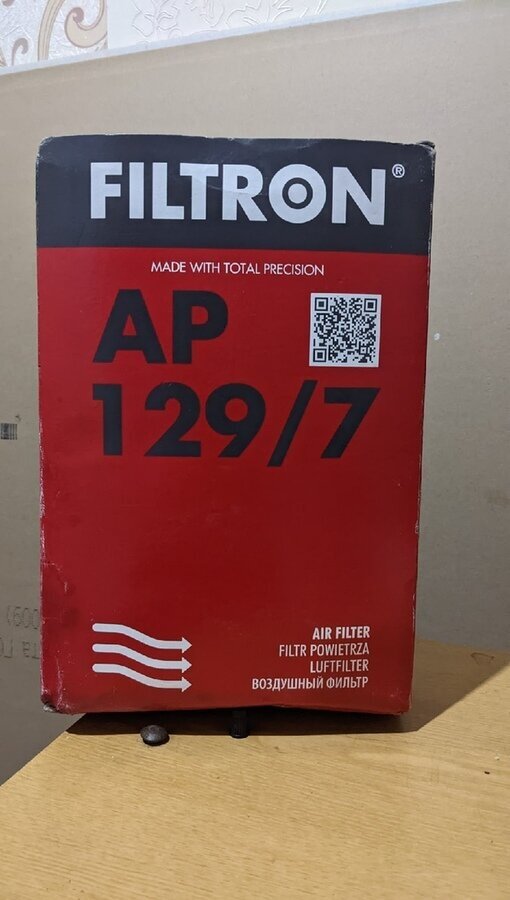 FILTRON®
MADE WITH TOTAL PRECISION
AP
129/7
AIR FILTER
FILTR POWIETRZA
LUFTFILTER
ВОЗДУШНЫЙ ФИЛЬТР